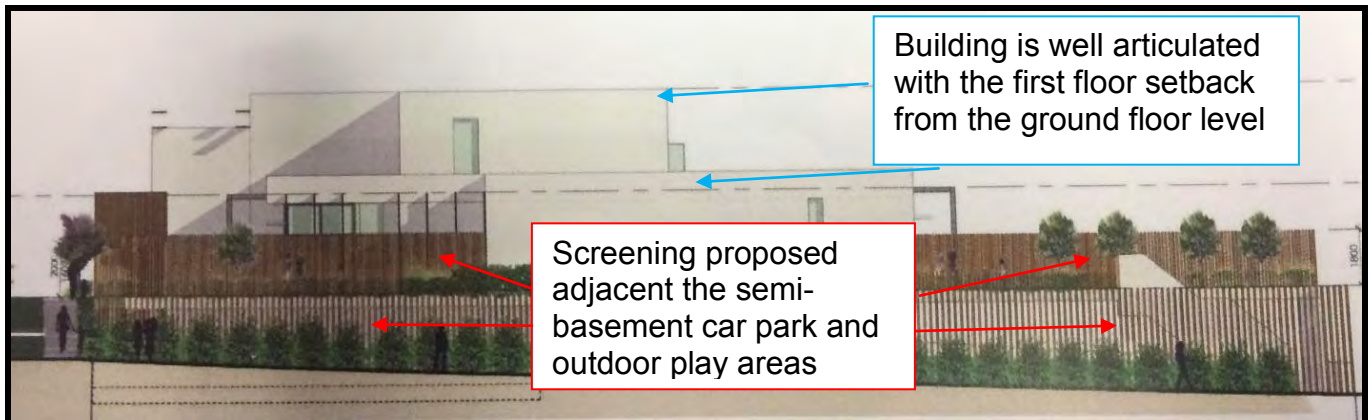 Building is well articulated
with the first floor setback
from the ground floor level
Screening proposed
adjacent the semi-
basement car park and
outdoor play areas
1800